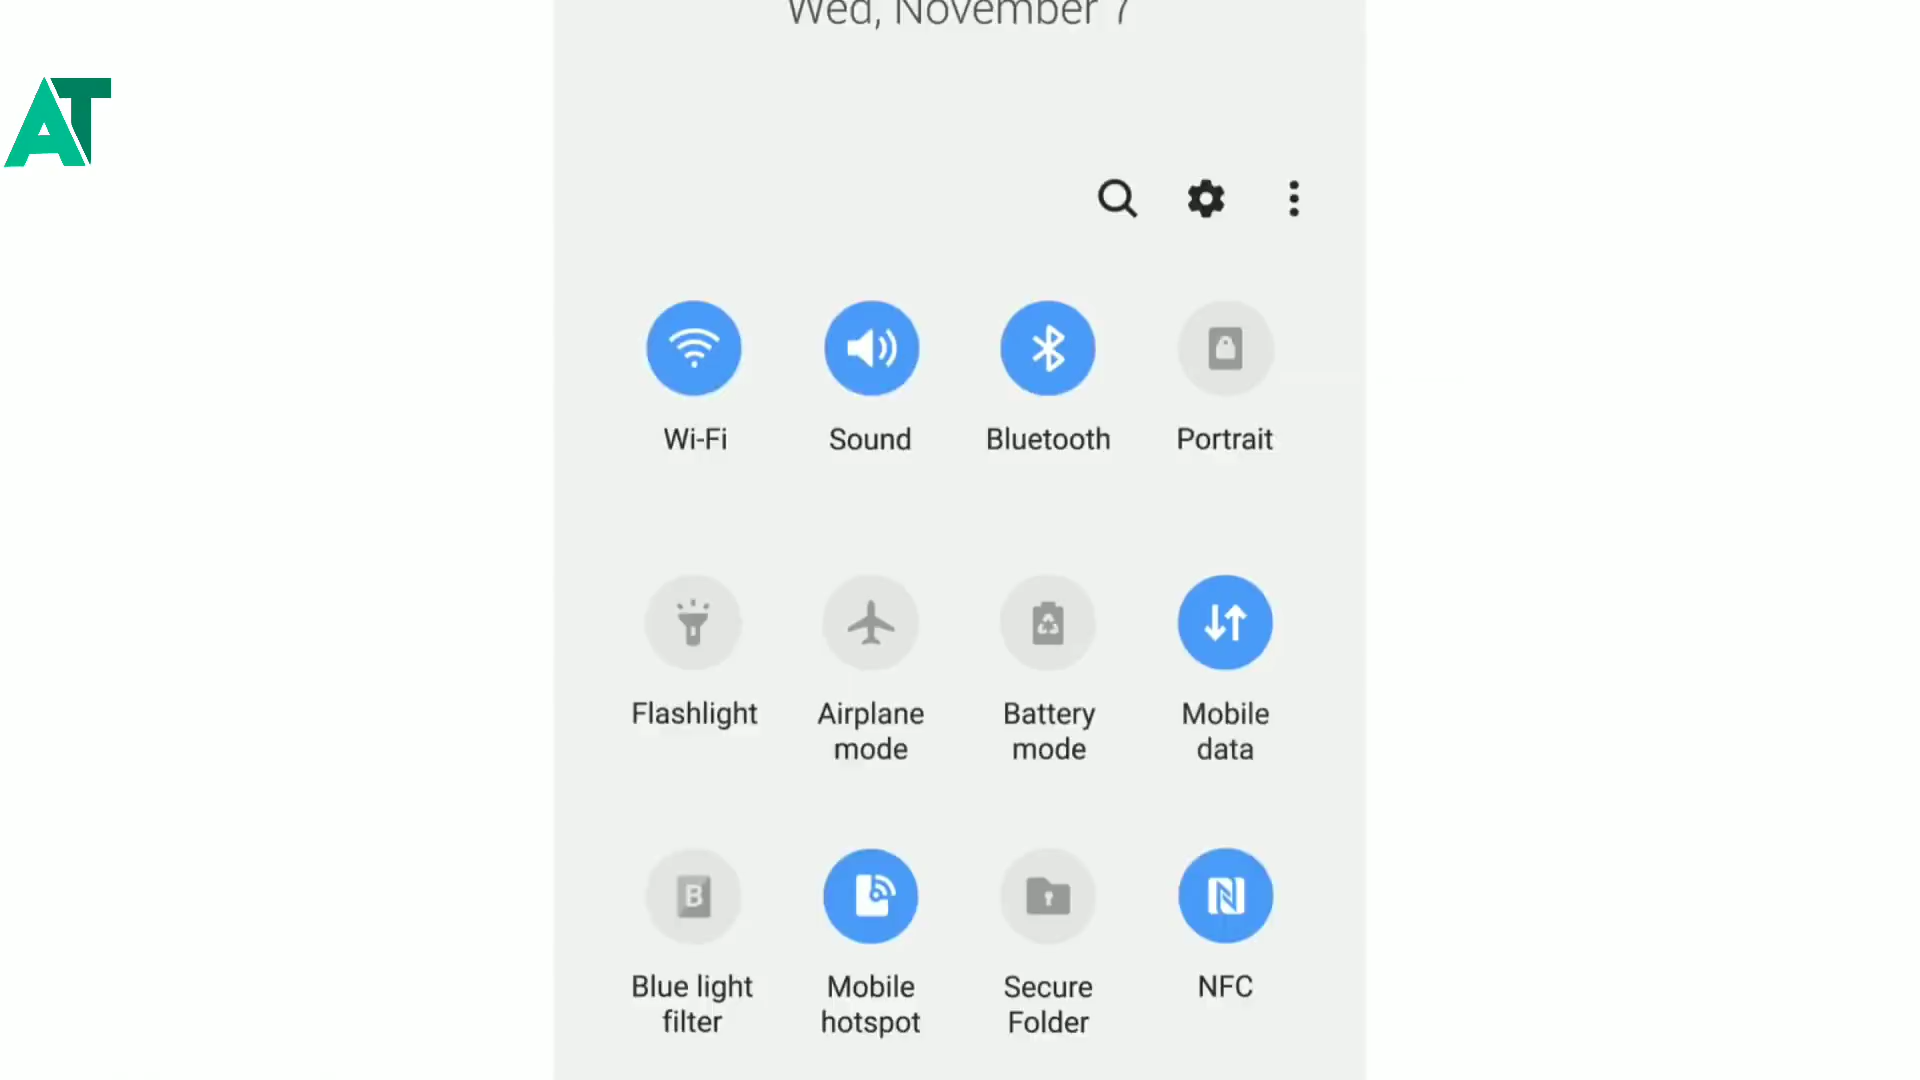 Wed, November 7
AT
Wi-Fi
Sound
Bluetooth
Portrait
Flashlight
Airplane
mode
Battery
mode
Mobile
data
B
Blue light
filter
Mobile
hotspot
Secure
Folder
NFC